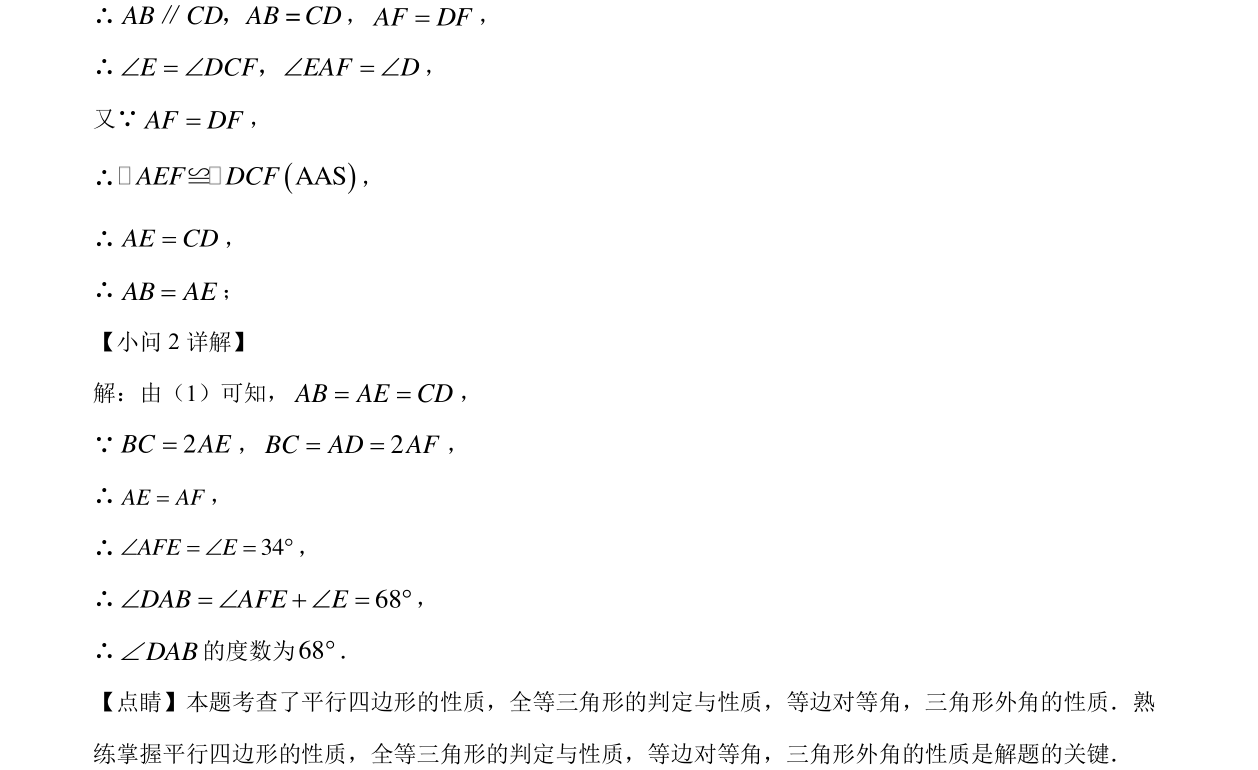 ∴ AB∥CD，AB=CD，AF=DF，
∴ ∠E=∠DCF，∠EAF=∠D，
又∵ AF=DF，
∴□AEF≌□DCF(AAS)，
∴ AE=CD，
∴ AB=AE；
【小问 2 详解】
解：由（1）可知，AB=AE=CD，
∵ BC=2AE，BC=AD=2AF，
∴ AE=AF，
∴ ∠AFE=∠E=34°，
∴ ∠DAB=∠AFE+∠E=68°，
∴ ∠DAB的度数为68°．
【点睛】本题考查了平行四边形的性质，全等三角形的判定与性质，等边对等角，三角形外角的性质．熟
练掌握平行四边形的性质，全等三角形的判定与性质，等边对等角，三角形外角的性质是解题的关键．